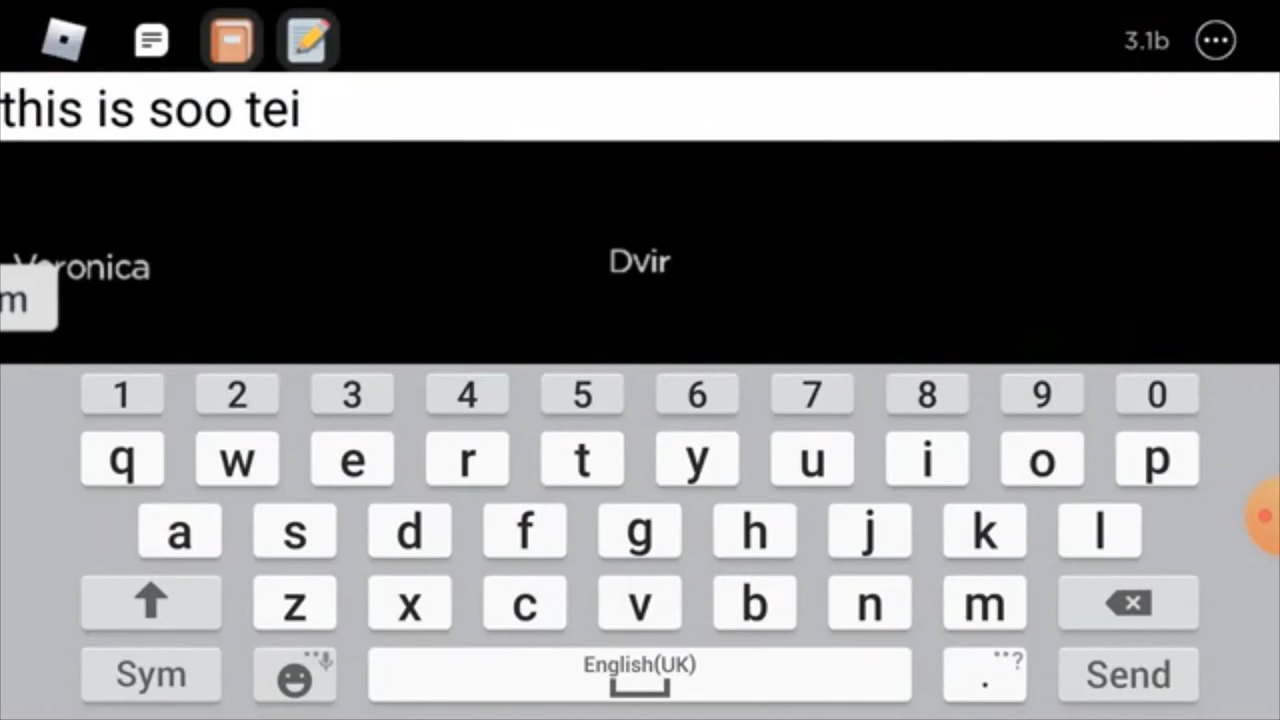 3.1b
this is soo tei
Veronica
Dvir
m
1 2 3 4 5 6 7 8 9 0
q w e r t y u i o p
a s d f g h j k l
z x c v b n m
Sym
English(UK)
. ?
Send